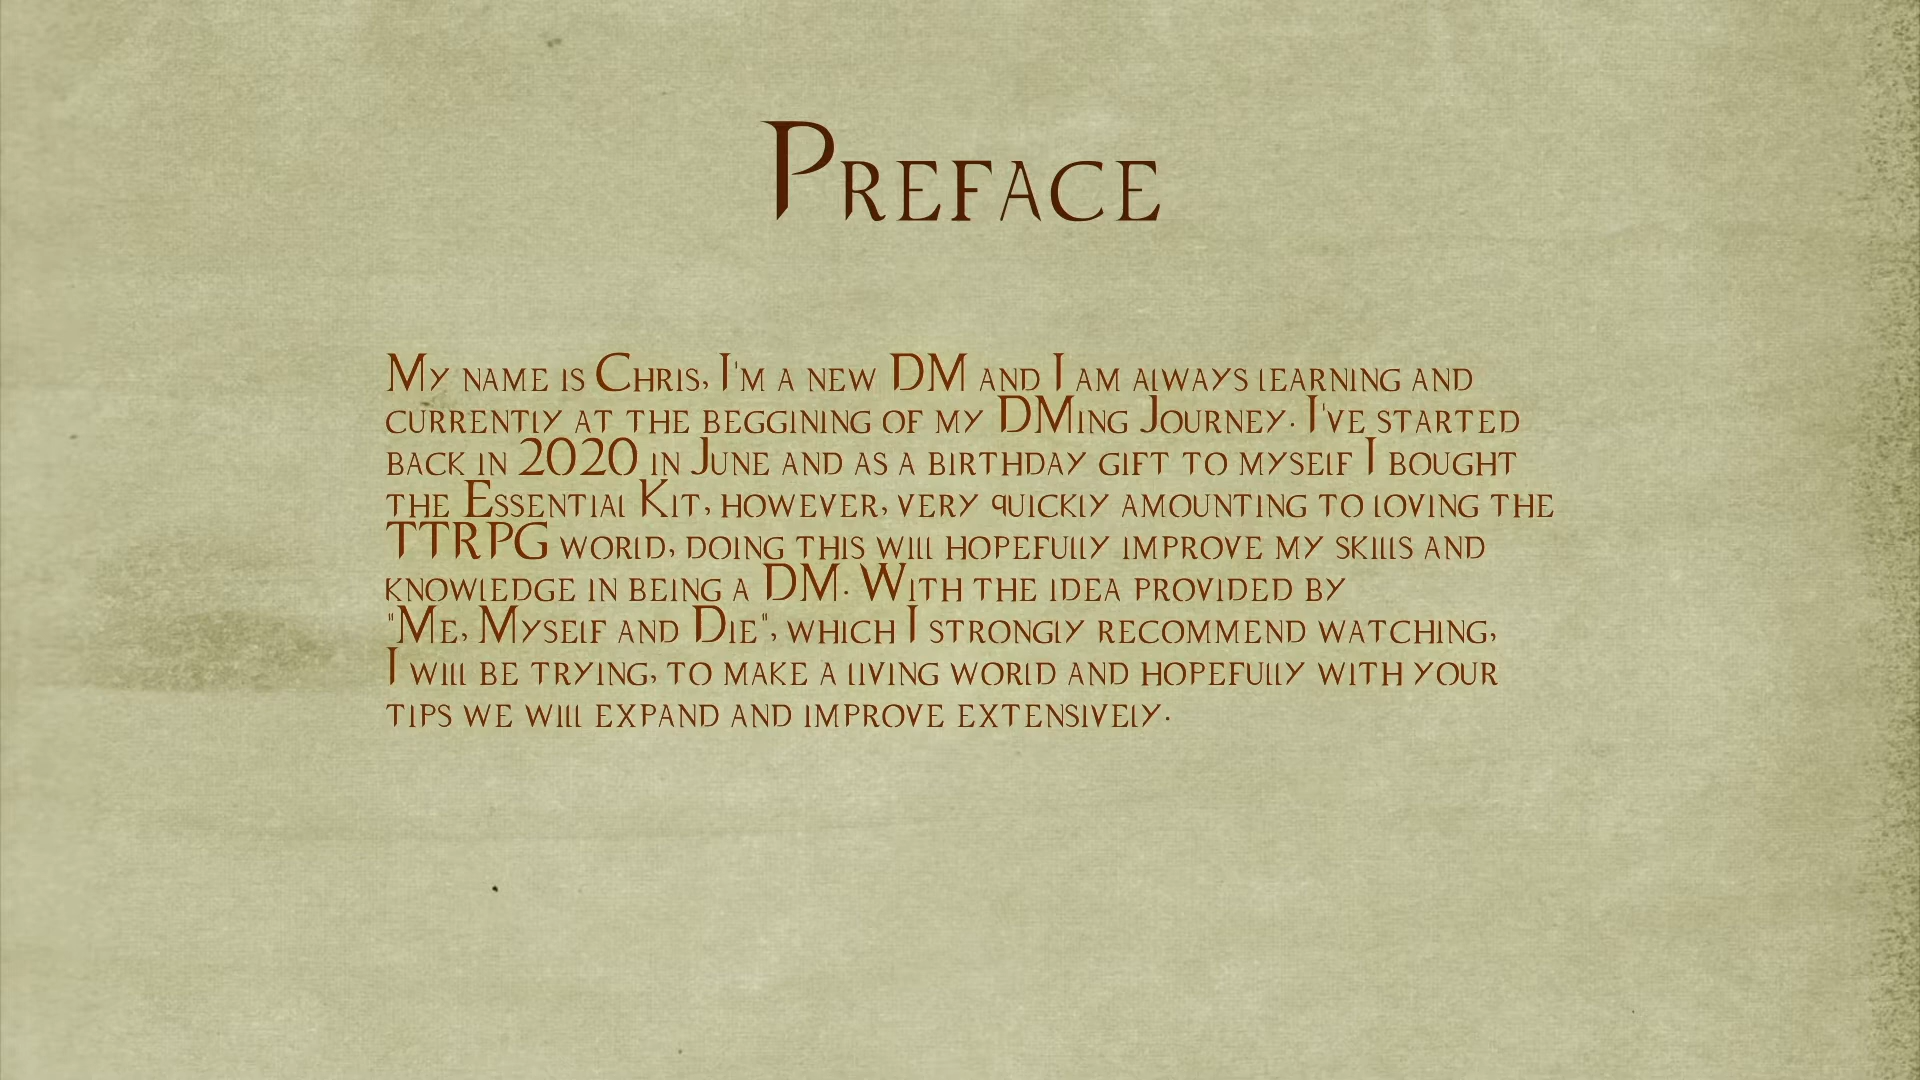 Preface
My name is Chris, I'm a new DM and I am always learning and
currently at the beggining of my DMing Journey. I've started
back in 2020 in June and as a birthday gift to myself I bought
the Essential Kit, however, very quickly amounting to loving the
TTRPG world, doing this will hopefully improve my skills and
knowledge in being a DM. With the idea provided by
"Me, Myself and Die", which I strongly recommend watching,
I will be trying, to make a living world and hopefully with your
tips we will expand and improve extensively.